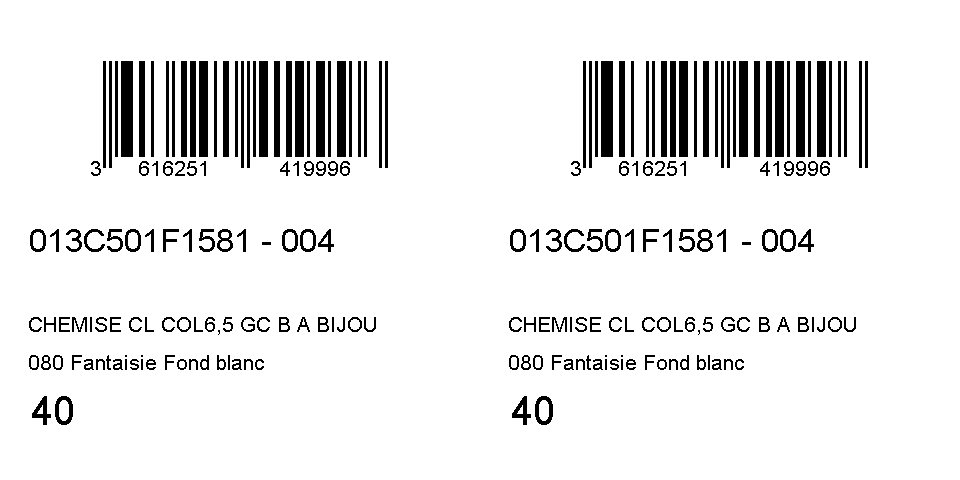 3 616251 419996
013C501F1581 - 004
CHEMISE CL COL6,5 GC B A BIJOU
080 Fantaisie Fond blanc
40
3 616251 419996
013C501F1581 - 004
CHEMISE CL COL6,5 GC B A BIJOU
080 Fantaisie Fond blanc
40